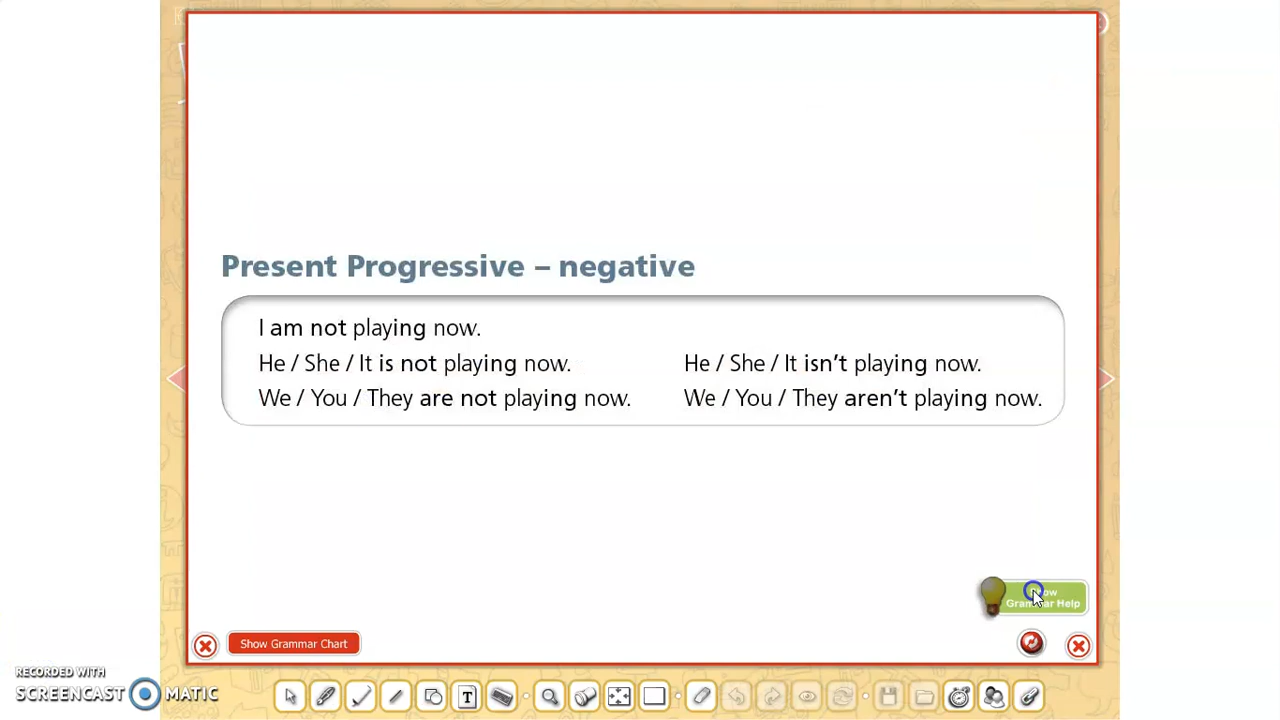 Present Progressive – negative
I am not playing now.
He / She / It is not playing now. He / She / It isn’t playing now.
We / You / They are not playing now. We / You / They aren’t playing now.
Grammar Help
Show Grammar Chart
RECORDED WITH
SCREENCAST MATIC
T